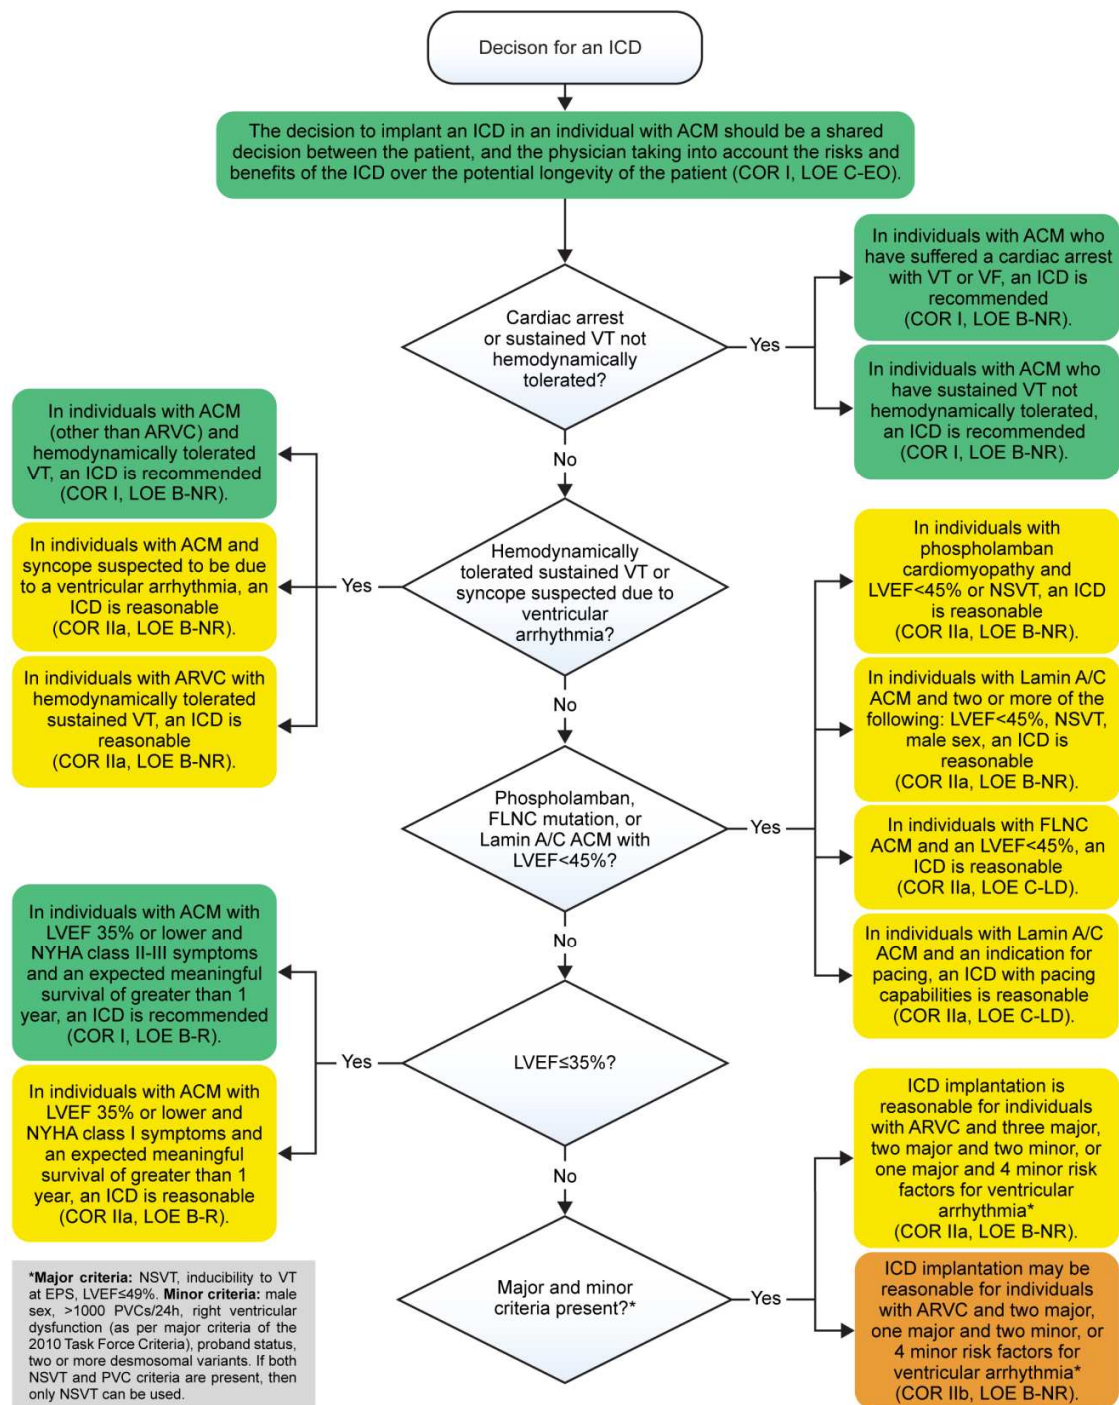 Decison for an ICD
The decision to implant an ICD in an individual with ACM should be a shared
decision between the patient, and the physician taking into account the risks and
benefits of the ICD over the potential longevity of the patient (COR I, LOE C-EO).
Cardiac arrest
or sustained VT not
hemodynamically
tolerated?
Yes
In individuals with ACM who
have suffered a cardiac arrest
with VT or VF, an ICD is
recommended
(COR I, LOE B-NR).
In individuals with ACM who
have sustained VT not
hemodynamically tolerated,
an ICD is recommended
(COR I, LOE B-NR).
No
Hemodynamically
tolerated sustained VT or
syncope suspected due to
ventricular
arrhythmia?
Yes
In individuals with ACM
(other than ARVC) and
hemodynamically tolerated
VT, an ICD is recommended
(COR I, LOE B-NR).
In individuals with ACM and
syncope suspected to be due
to a ventricular arrhythmia, an
ICD is reasonable
(COR IIa, LOE B-NR).
In individuals with ARVC with
hemodynamically tolerated
sustained VT, an ICD is
reasonable
(COR IIa, LOE B-NR).
No
Phospholamban,
FLNC mutation, or
Lamin A/C ACM with
LVEF<45%?
Yes
In individuals with
phospholamban
cardiomyopathy and
LVEF<45% or NSVT, an ICD
is reasonable
(COR IIa, LOE B-NR).
In individuals with Lamin A/C
ACM and two or more of the
following: LVEF<45%, NSVT,
male sex, an ICD is
reasonable
(COR IIa, LOE B-NR).
In individuals with FLNC
ACM and an LVEF<45%, an
ICD is reasonable
(COR IIa, LOE C-LD).
In individuals with Lamin A/C
ACM and an indication for
pacing, an ICD with pacing
capabilities is reasonable
(COR IIa, LOE C-LD).
No
LVEF≤35%?
Yes
In individuals with ACM with
LVEF 35% or lower and
NYHA class II-III symptoms
and an expected meaningful
survival of greater than 1
year, an ICD is recommended
(COR I, LOE B-R).
In individuals with ACM with
LVEF 35% or lower and
NYHA class I symptoms and
an expected meaningful
survival of greater than 1
year, an ICD is reasonable
(COR IIa, LOE B-R).
No
Major and minor
criteria present?*
Yes
ICD implantation is
reasonable for individuals
with ARVC and three major,
two major and two minor, or
one major and 4 minor risk
factors for ventricular
arrhythmia*
(COR IIa, LOE B-NR).
ICD implantation may be
reasonable for individuals
with ARVC and two major,
one major and two minor, or
4 minor risk factors for
ventricular arrhythmia*
(COR IIb, LOE B-NR).
*Major criteria: NSVT, inducibility to VT
at EPS, LVEF≤49%. Minor criteria: male
sex, >1000 PVCs/24h, right ventricular
dysfunction (as per major criteria of the
2010 Task Force Criteria), proband status,
two or more desmosomal variants. If both
NSVT and PVC criteria are present, then
only NSVT can be used.